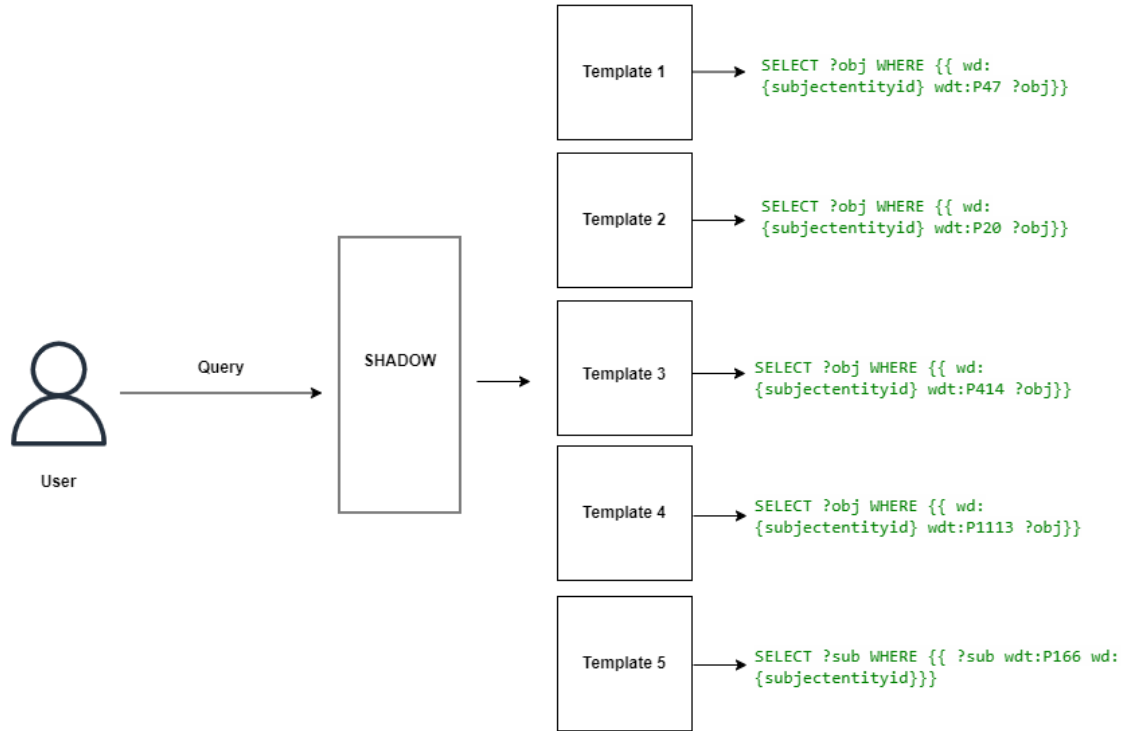 User
Query
SHADOW
Template 1
SELECT ?obj WHERE {{ wd:
{subjectentityid} wdt:P47 ?obj}}
Template 2
SELECT ?obj WHERE {{ wd:
{subjectentityid} wdt:P20 ?obj}}
Template 3
SELECT ?obj WHERE {{ wd:
{subjectentityid} wdt:P414 ?obj}}
Template 4
SELECT ?obj WHERE {{ wd:
{subjectentityid} wdt:P1113 ?obj}}
Template 5
SELECT ?sub WHERE {{ ?sub wdt:P166 wd:
{subjectentityid}}}